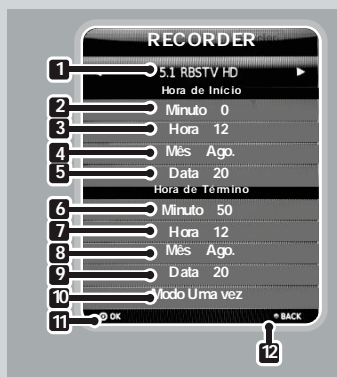 RECORDER
1 5.1 RBSTV HD
Hora de Início
2 Minuto 0
3 Hora 12
4 Mês Ago.
5 Data 20
Hora de Término
6 Minuto 50
7 Hora 12
8 Mês Ago.
9 Data 20
10 Modo Uma vez
11 OK BACK
12